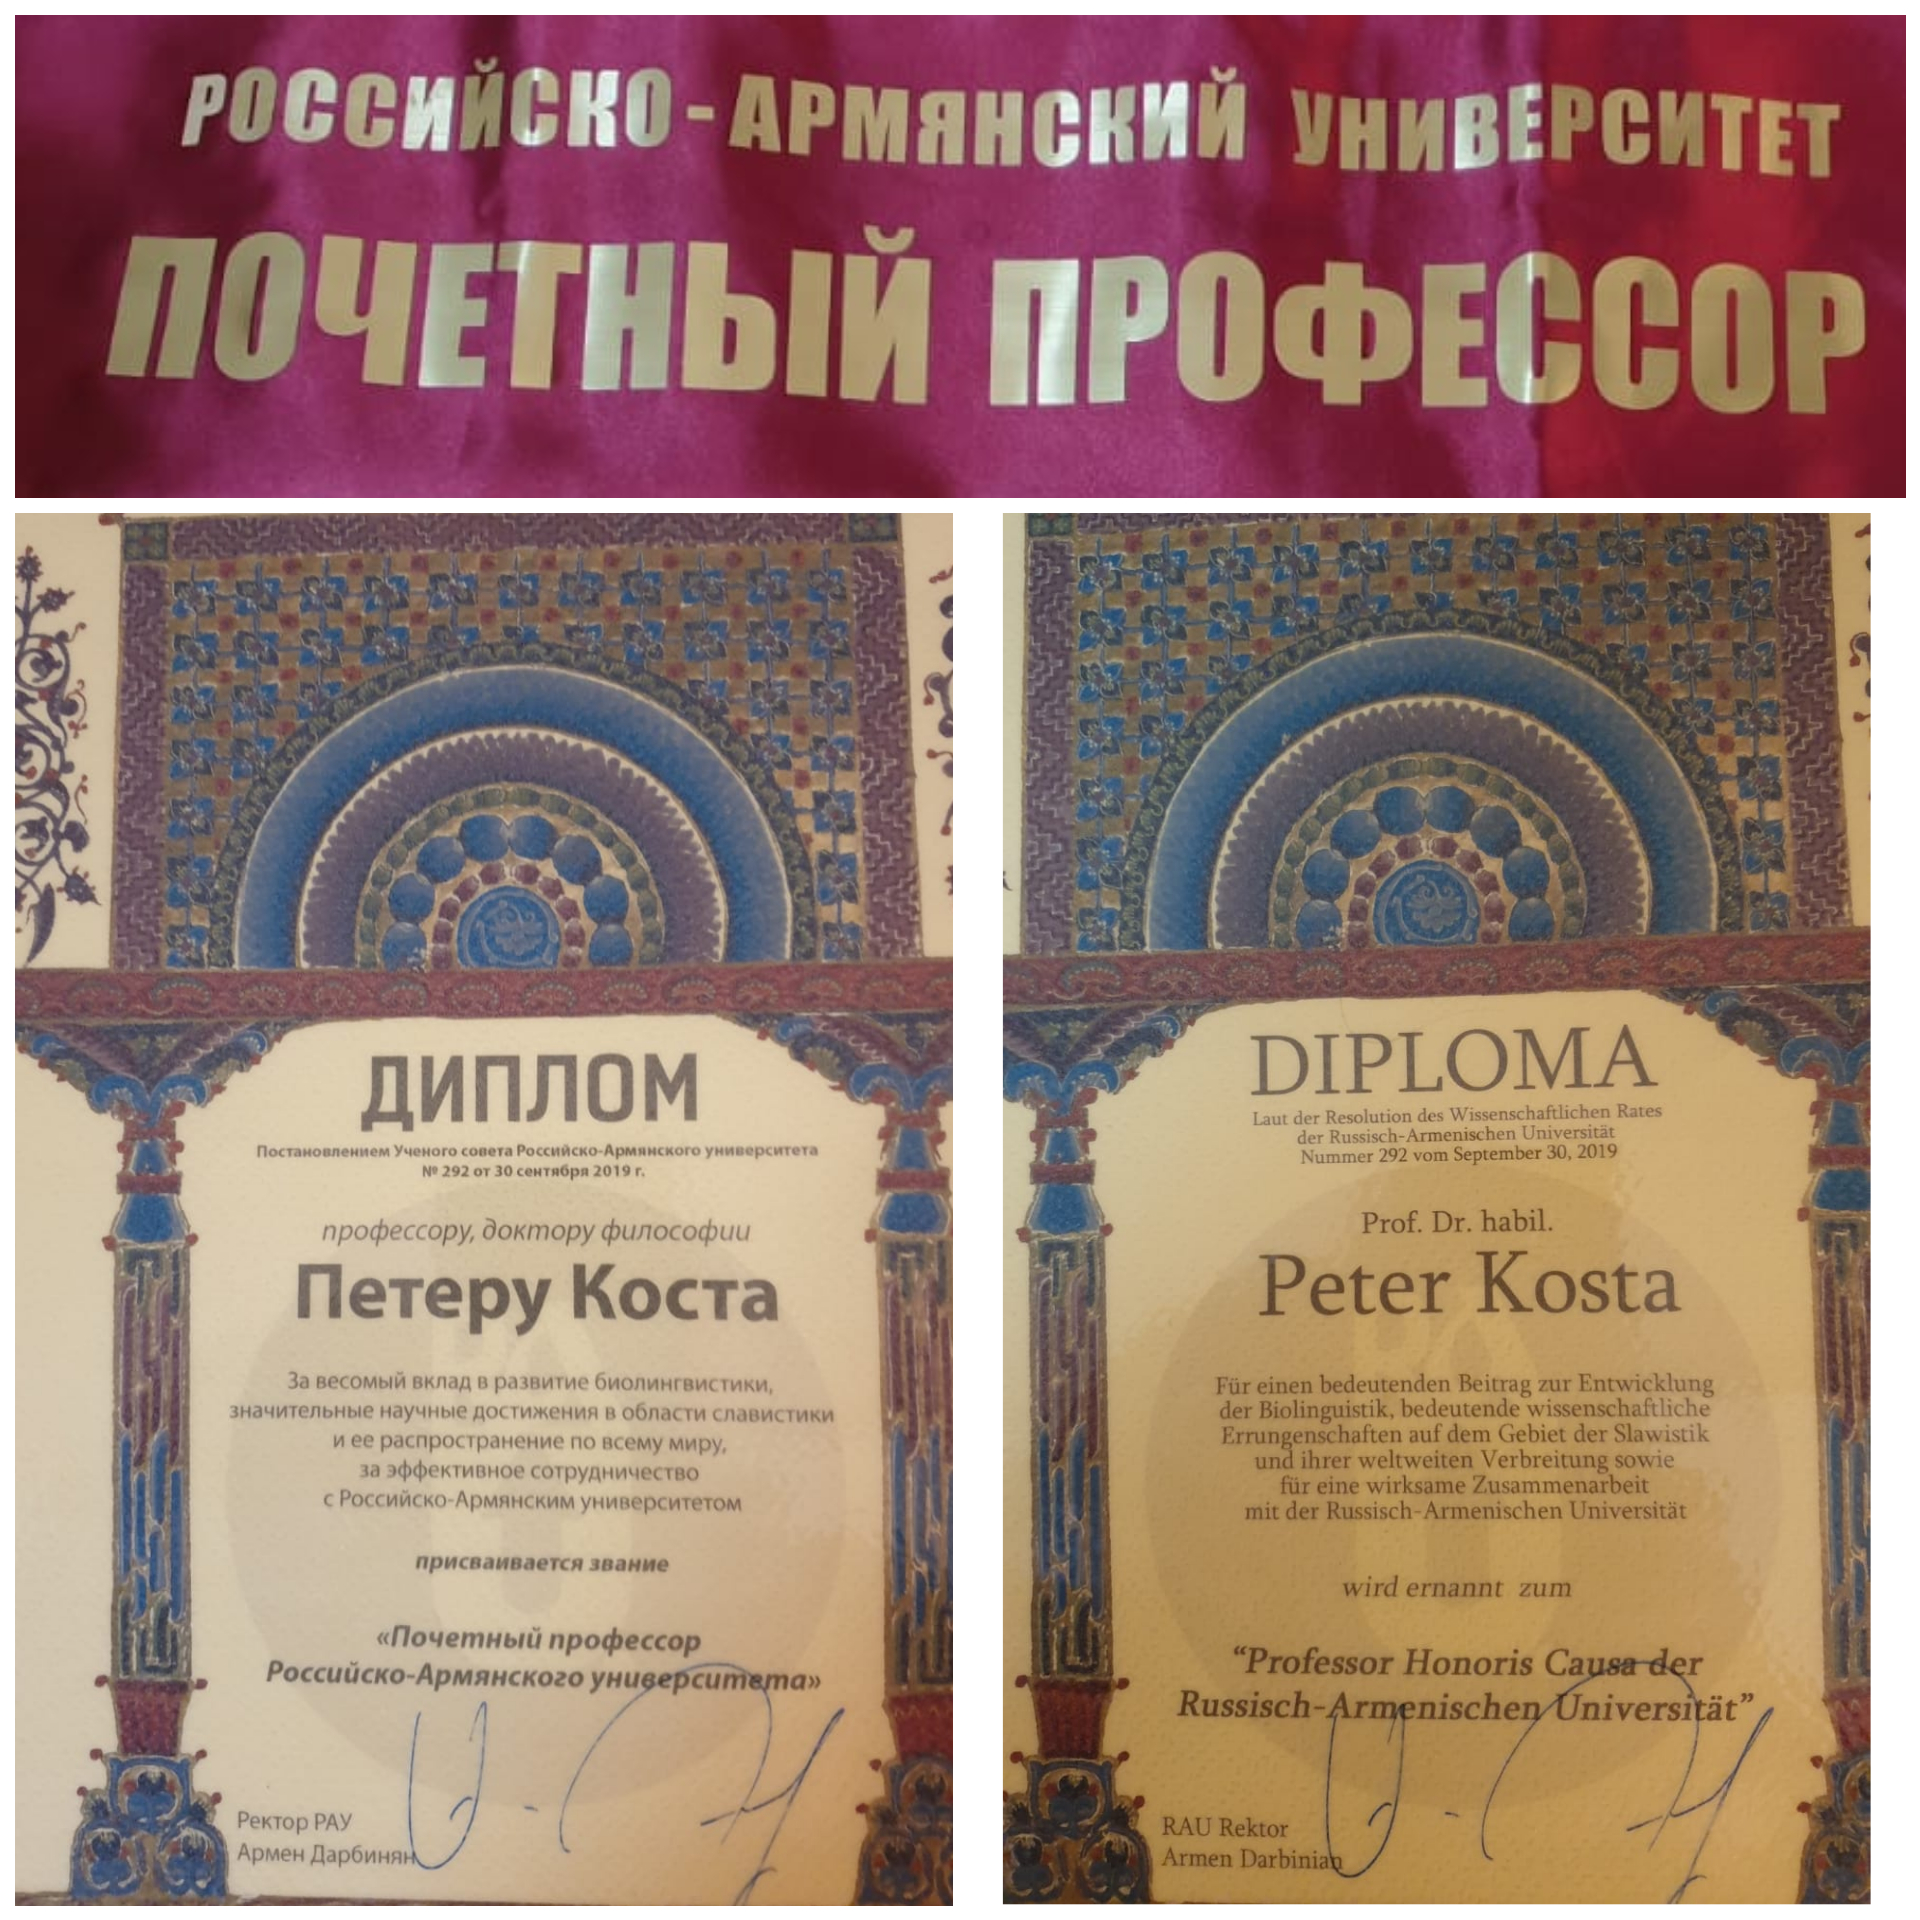 РОССИЙСКО-АРМЯНСКИЙ УНИВЕРСИТЕТ
ПОЧЕТНЫЙ ПРОФЕССОР
ДИПЛОМ
Постановлением Ученого совета Российско-Армянского университета
№ 292 от 30 сентября 2019 г.
профессору, доктору философии
Петеру Коста
За весомый вклад в развитие биолингвистики,
значительные научные достижения в области славистики
и ее распространение по всему миру,
за эффективное сотрудничество
с Российско-Армянским университетом
присваивается звание
«Почетный профессор
Российско-Армянского университета»
Ректор РАУ
Армен Дарбинян
DIPLOMA
Laut der Resolution des Wissenschaftlichen Rates
der Russisch-Armenischen Universität
Nummer 292 vom September 30, 2019
Prof. Dr. habil.
Peter Kosta
Für einen bedeutenden Beitrag zur Entwicklung
der Biolinguistik, bedeutende wissenschaftliche
Errungenschaften auf dem Gebiet der Slawistik
und ihrer weltweiten Verbreitung sowie
für eine wirksame Zusammenarbeit
mit der Russisch-Armenischen Universität
wird ernannt zum
“Professor Honoris Causa der
Russisch-Armenischen Universität”
RAU Rektor
Armen Darbinian